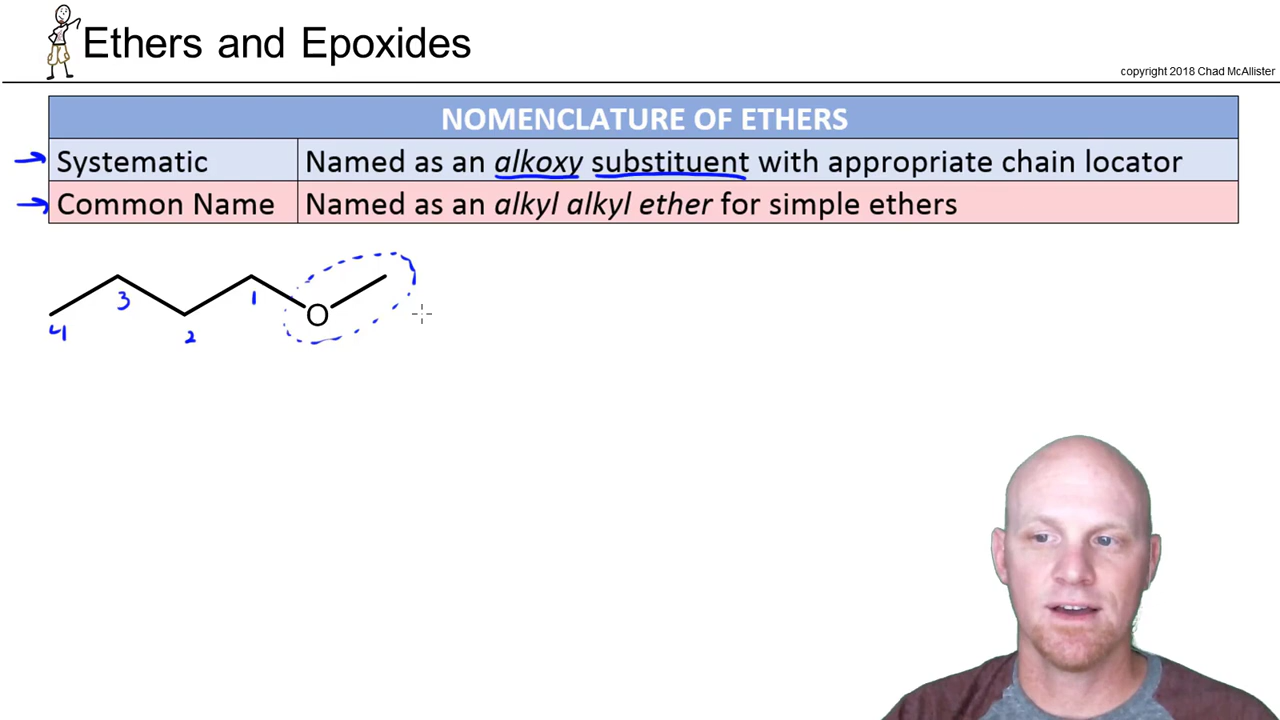 Ethers and Epoxides
copyright 2018 Chad McAllister
NOMENCLATURE OF ETHERS
Systematic Named as an alkoxy substituent with appropriate chain locator
Common Name Named as an alkyl alkyl ether for simple ethers
4 3 2 1 O